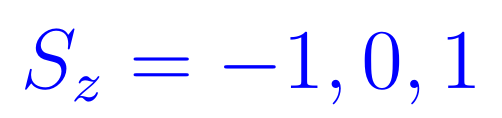 S_z = −1, 0, 1